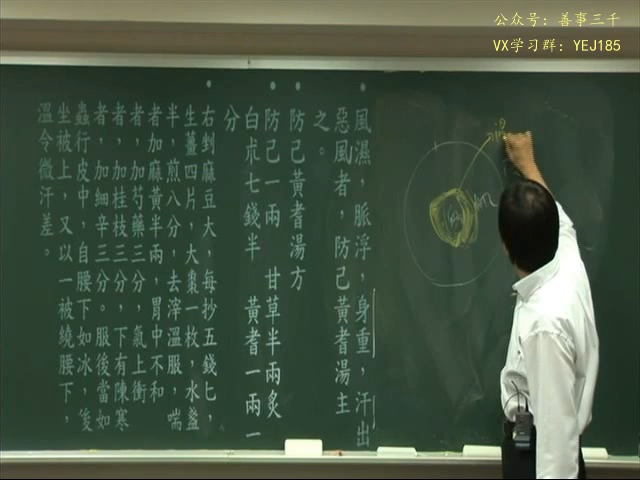 公众号：善事三千
VX学习群：YEJ185
風濕，脈浮，身重，汗出
惡風者，防己黃耆湯主
之。
防己黃耆湯方
防己一兩　甘草半兩炙
白朮七錢半　黃耆一兩一
分
右剉麻豆大，每抄五錢匕，
生薑四片，大棗一枚，水盞
半，煎八分，去滓溫服，喘
者加麻黃半兩，胃中不和
者，加芍藥三分，氣上衝
者，加桂枝三分，下有陳寒
者，加細辛三分。服後當如
蟲行皮中，自腰下如冰，後
坐被上，又以一被繞腰下，
溫令微汗差。